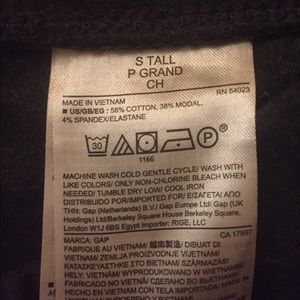 S TALL
P GRAND
CH
RN 54023
MADE IN VIETNAM
■ US/GB/EG : 58% COTTON, 38% MODAL,
4% SPANDEX/ELASTANE
30
P
1166
MACHINE WASH COLD GENTLE CYCLE/ WASH WITH
LIKE COLORS/ ONLY NON-CHLORINE BLEACH WHEN
NEEDED/ TUMBLE DRY LOW/ COOL IRON
DISTRIBUIDO POR/IMPORTED FOR/ ΕΙΣΑΓΕΤΑΙ ΑΠΟ
ΤΗΝ: Gap (Netherlands) B.V./ Gap Europe Ltd/ Gap (UK
Holdings) Ltd/Berkeley Square House Berkeley Square
London W1J 6BS Egypt Importer: RIGE, LLC
CA 17897
MARCA: GAP
FABRIQUÉ AU VIETNAM/ 越南製造/ DIBUAT DI
VIETNAM/ ZEMLJA PROIZVODNJE VIJETNAM/
ΚΑΤΑΣΚΕΥΑΣΤΗΚΕ ΣΤΟ ΒΙΕΤΝΑΜ/ SZÁRMAZÁSI
HELY: VIETNAM/ WYPRODUKOWANO W WIETNAMIE/
FABRICADO NO VIETNÃ/
HECHO EN VIETNAM